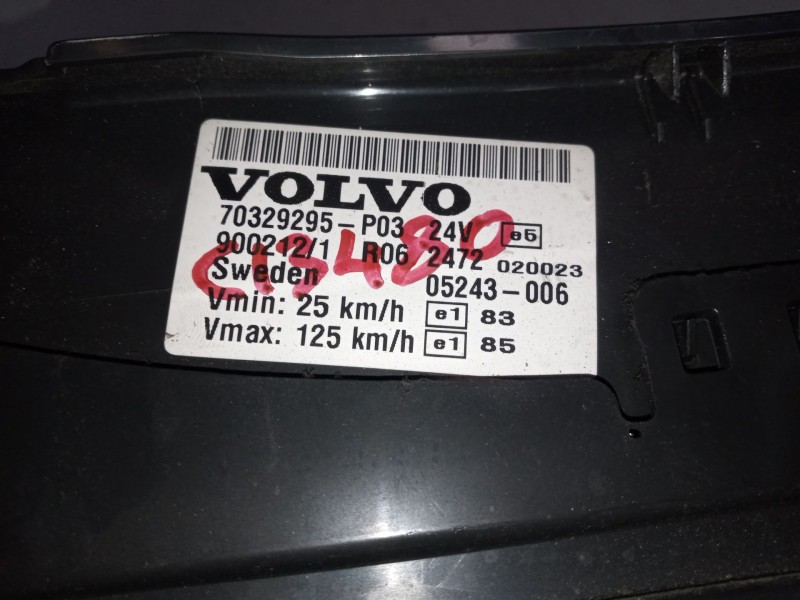 VOLVO
70329295-P03 24V e5
900212/1 R06 2472 020023
Sweden 05243-006
Vmin: 25 km/h e1 83
Vmax: 125 km/h e1 85